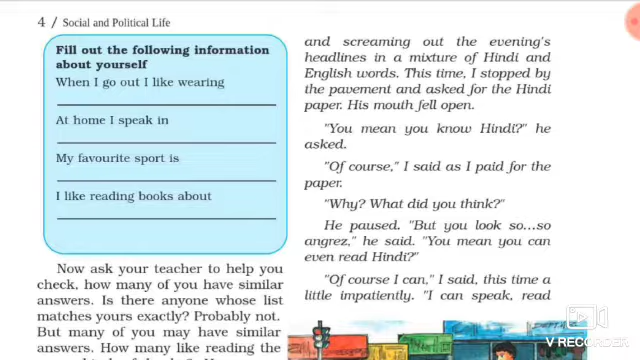 4 / Social and Political Life
Fill out the following information
about yourself
When I go out I like wearing
At home I speak in
My favourite sport is
I like reading books about
Now ask your teacher to help you
check, how many of you have similar
answers. Is there anyone whose list
matches yours exactly? Probably not.
But many of you may have similar
answers. How many like reading the
and screaming out the evening's
headlines in a mixture of Hindi and
English words. This time, I stopped by
the pavement and asked for the Hindi
paper. His mouth fell open.
"You mean you know Hindi?" he
asked.
"Of course," I said as I paid for the
paper.
"Why? What did you think?"
He paused. "But you look so...so
angrez," he said. "You mean you can
even read Hindi?"
"Of course I can," I said, this time a
little impatiently. "I can speak, read
V RECORDER